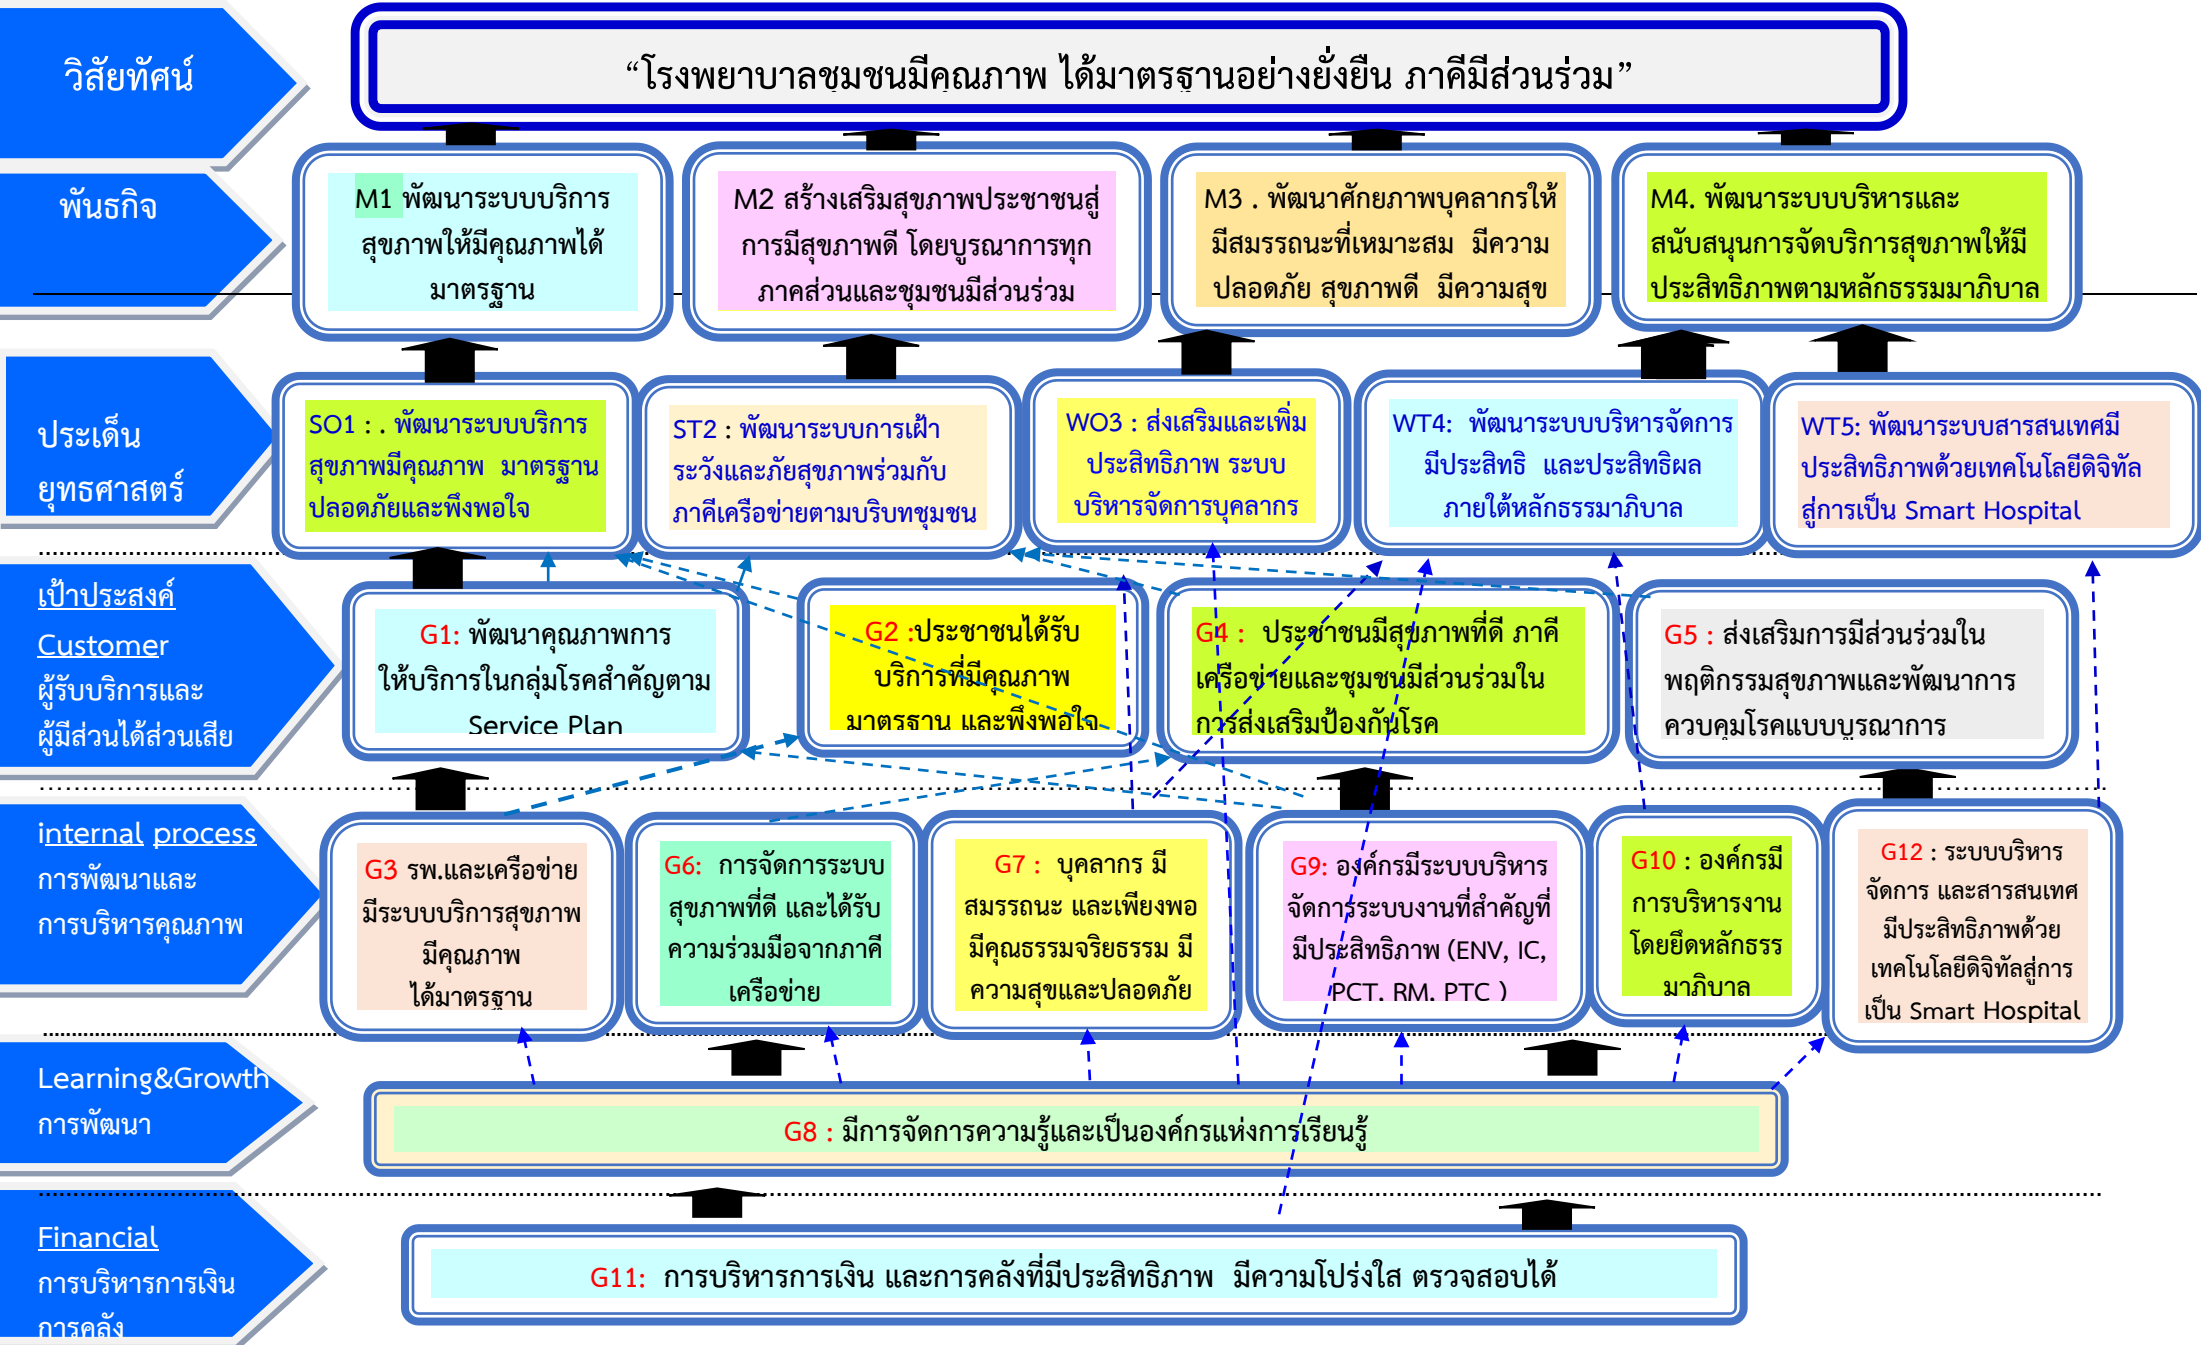 วิสัยทัศน์
“โรงพยาบาลชุมชนมีคุณภาพ ได้มาตรฐานอย่างยั่งยืน ภาคีมีส่วนร่วม”
พันธกิจ
M1 พัฒนาระบบบริการ
สุขภาพให้มีคุณภาพได้
มาตรฐาน
M2 สร้างเสริมสุขภาพประชาชนสู่
การมีสุขภาพดี โดยบูรณาการทุก
ภาคส่วนและชุมชนมีส่วนร่วม
M3 . พัฒนาศักยภาพบุคลากรให้
มีสมรรถนะที่เหมาะสม มีความ
ปลอดภัย สุขภาพดี มีความสุข
M4. พัฒนาระบบบริหารและ
สนับสนุนการจัดบริการสุขภาพให้มี
ประสิทธิภาพตามหลักธรรมมาภิบาล
ประเด็น
ยุทธศาสตร์
SO1 : . พัฒนาระบบบริการ
สุขภาพมีคุณภาพ มาตรฐาน
ปลอดภัยและพึงพอใจ
ST2 : พัฒนาระบบการเฝ้า
ระวังและภัยสุขภาพร่วมกับ
ภาคีเครือข่ายตามบริบทชุมชน
WO3 : ส่งเสริมและเพิ่ม
ประสิทธิภาพ ระบบ
บริหารจัดการบุคลากร
WT4: พัฒนาระบบบริหารจัดการ
มีประสิทธิ และประสิทธิผล
ภายใต้หลักธรรมาภิบาล
WT5: พัฒนาระบบสารสนเทศมี
ประสิทธิภาพด้วยเทคโนโลยีดิจิทัล
สู่การเป็น Smart Hospital
เป้าประสงค์
Customer
ผู้รับบริการและ
ผู้มีส่วนได้ส่วนเสีย
G1: พัฒนาคุณภาพการ
ให้บริการในกลุ่มโรคสำคัญตาม
Service Plan
G2 :ประชาชนได้รับ
บริการที่มีคุณภาพ
มาตรฐาน และพึงพอใจ
G4 : ประชาชนมีสุขภาพที่ดี ภาคี
เครือข่ายและชุมชนมีส่วนร่วมใน
การส่งเสริมป้องกันโรค
G5 : ส่งเสริมการมีส่วนร่วมใน
พฤติกรรมสุขภาพและพัฒนาการ
ควบคุมโรคแบบบูรณาการ
internal process
การพัฒนาและ
การบริหารคุณภาพ
G3 รพ.และเครือข่าย
มีระบบบริการสุขภาพ
มีคุณภาพ
ได้มาตรฐาน
G6: การจัดการระบบ
สุขภาพที่ดี และได้รับ
ความร่วมมือจากภาคี
เครือข่าย
G7 : บุคลากร มี
สมรรถนะ และเพียงพอ
มีคุณธรรมจริยธรรม มี
ความสุขและปลอดภัย
G9: องค์กรมีระบบบริหาร
จัดการระบบงานที่สำคัญที่
มีประสิทธิภาพ (ENV, IC,
PCT, RM, PTC )
G10 : องค์กรมี
การบริหารงาน
โดยยึดหลักธรร
มาภิบาล
G12 : ระบบบริหาร
จัดการ และสารสนเทศ
มีประสิทธิภาพด้วย
เทคโนโลยีดิจิทัลสู่การ
เป็น Smart Hospital
Learning&Growth
การพัฒนา
G8 : มีการจัดการความรู้และเป็นองค์กรแห่งการเรียนรู้
Financial
การบริหารการเงิน
การคลัง
G11: การบริหารการเงิน และการคลังที่มีประสิทธิภาพ มีความโปร่งใส ตรวจสอบได้